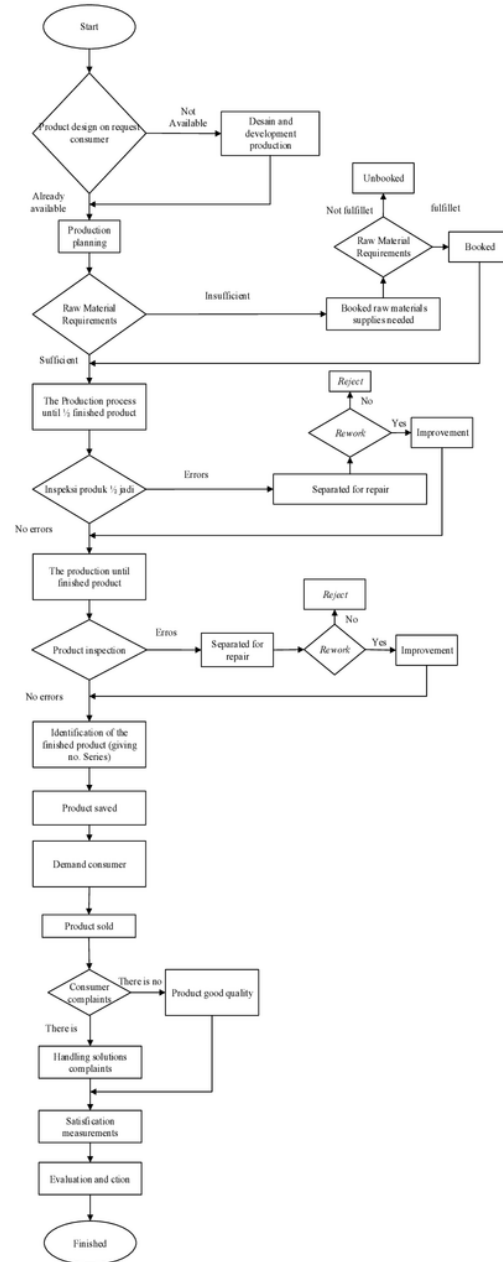 Start
Product design on request
consumer
Not
Available
Desain and
development
production
Already
available
Production
planning
Unbooked
Not fulfillet
fulfillet
Raw Material
Requirements
Booked
Raw Material
Requirements
Insufficient
Booked raw materials
supplies needed
Sufficient
The Production process
until ½ finished product
Reject
No
Rework
Yes
Improvement
Inspeksi produk ½ jadi
Errors
Separated for repair
No errors
The production until
finished product
Reject
No
Product inspection
Erros
Separated for
repair
Rework
Yes
Improvement
No errors
Identification of the
finished product (giving
no. Series)
Product saved
Demand consumer
Product sold
Consumer
complaints
There is no
Product good quality
There is
Handling solutions
complaints
Satisfication
measurements
Evaluation and ction
Finished